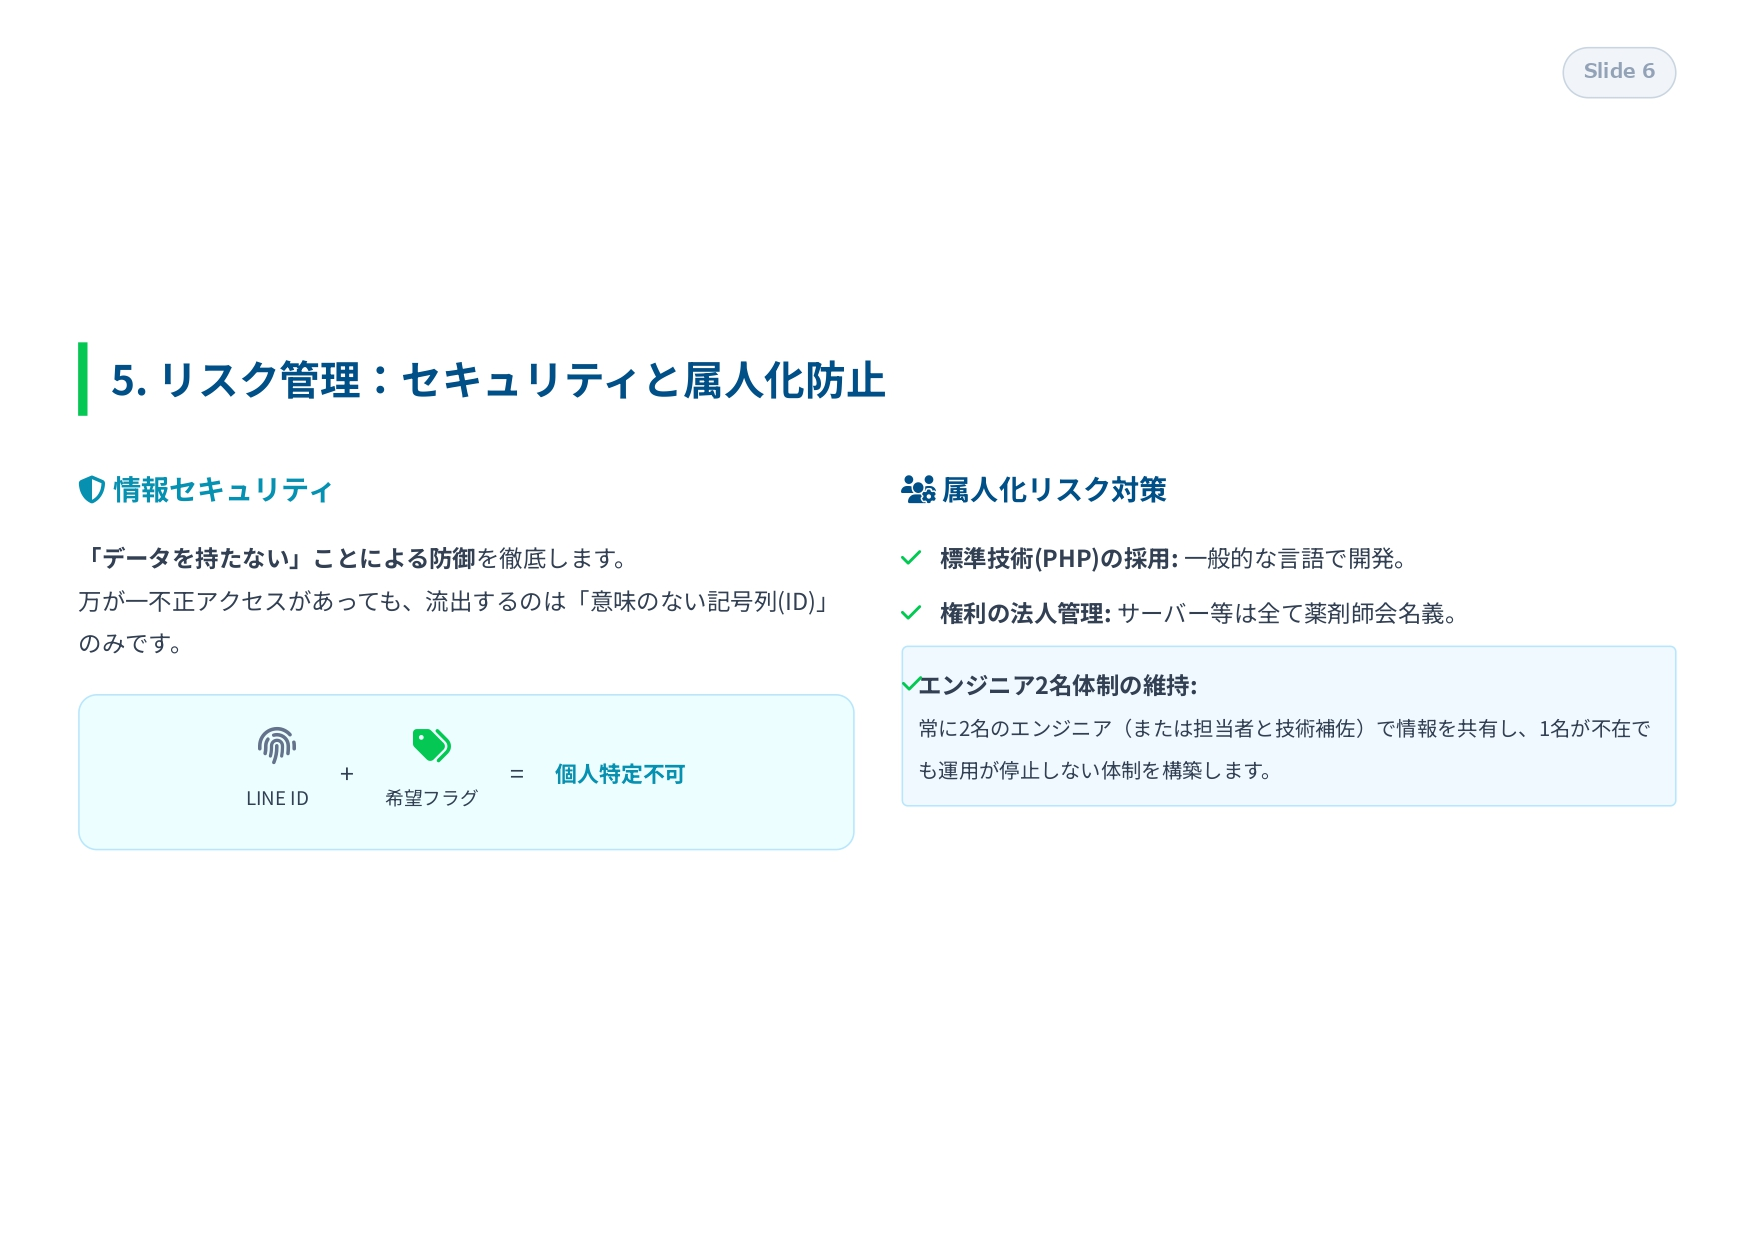 Slide 6
5. リスク管理：セキュリティと属人化防止
情報セキュリティ
「データを持たない」ことによる防御を徹底します。
万が一不正アクセスがあっても、流出するのは「意味のない記号列(ID)」
のみです。
LINE ID
+
希望フラグ
=
個人特定不可
属人化リスク対策
標準技術(PHP)の採用: 一般的な言語で開発。
権利の法人管理: サーバー等は全て薬剤師会名義。
エンジニア2名体制の維持:
常に2名のエンジニア（または担当者と技術補佐）で情報を共有し、1名が不在で
も運用が停止しない体制を構築します。